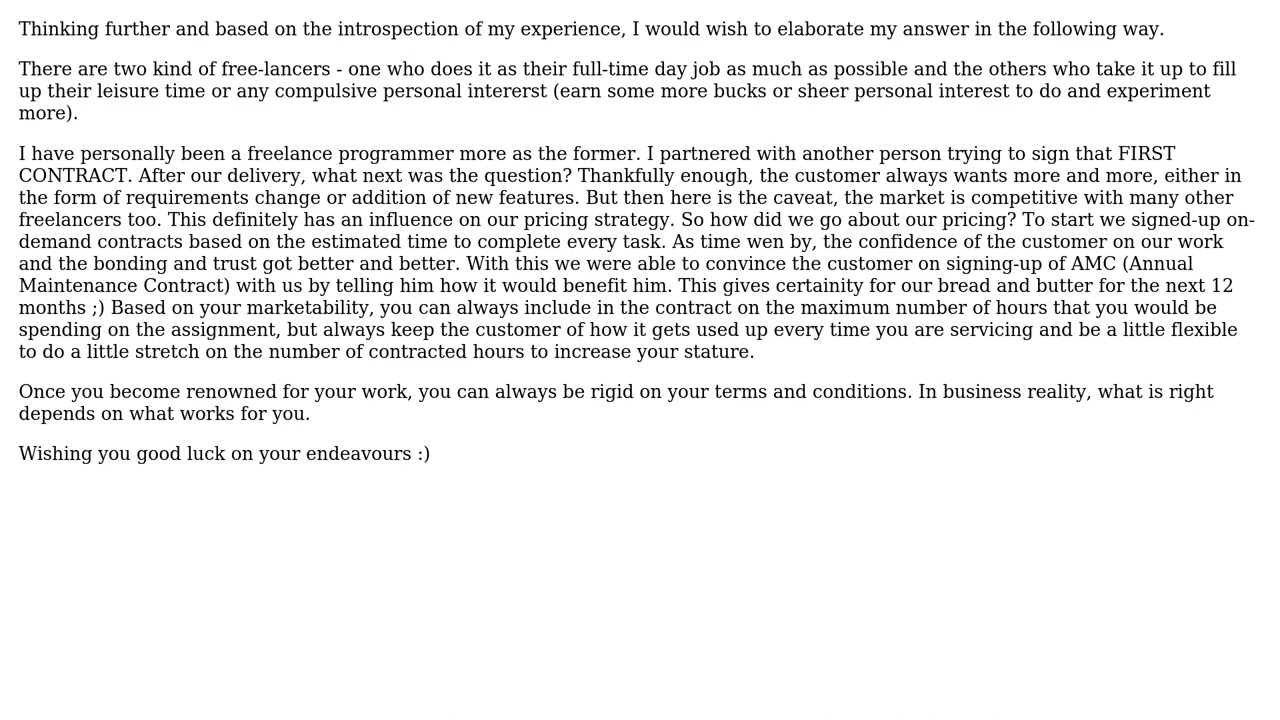 Thinking further and based on the introspection of my experience, I would wish to elaborate my answer in the following way.
There are two kind of free-lancers - one who does it as their full-time day job as much as possible and the others who take it up to fill
up their leisure time or any compulsive personal intererst (earn some more bucks or sheer personal interest to do and experiment
more).
I have personally been a freelance programmer more as the former. I partnered with another person trying to sign that FIRST
CONTRACT. After our delivery, what next was the question? Thankfully enough, the customer always wants more and more, either in
the form of requirements change or addition of new features. But then here is the caveat, the market is competitive with many other
freelancers too. This definitely has an influence on our pricing strategy. So how did we go about our pricing? To start we signed-up on-
demand contracts based on the estimated time to complete every task. As time wen by, the confidence of the customer on our work
and the bonding and trust got better and better. With this we were able to convince the customer on signing-up of AMC (Annual
Maintenance Contract) with us by telling him how it would benefit him. This gives certainity for our bread and butter for the next 12
months ;) Based on your marketability, you can always include in the contract on the maximum number of hours that you would be
spending on the assignment, but always keep the customer of how it gets used up every time you are servicing and be a little flexible
to do a little stretch on the number of contracted hours to increase your stature.
Once you become renowned for your work, you can always be rigid on your terms and conditions. In business reality, what is right
depends on what works for you.
Wishing you good luck on your endeavours :)